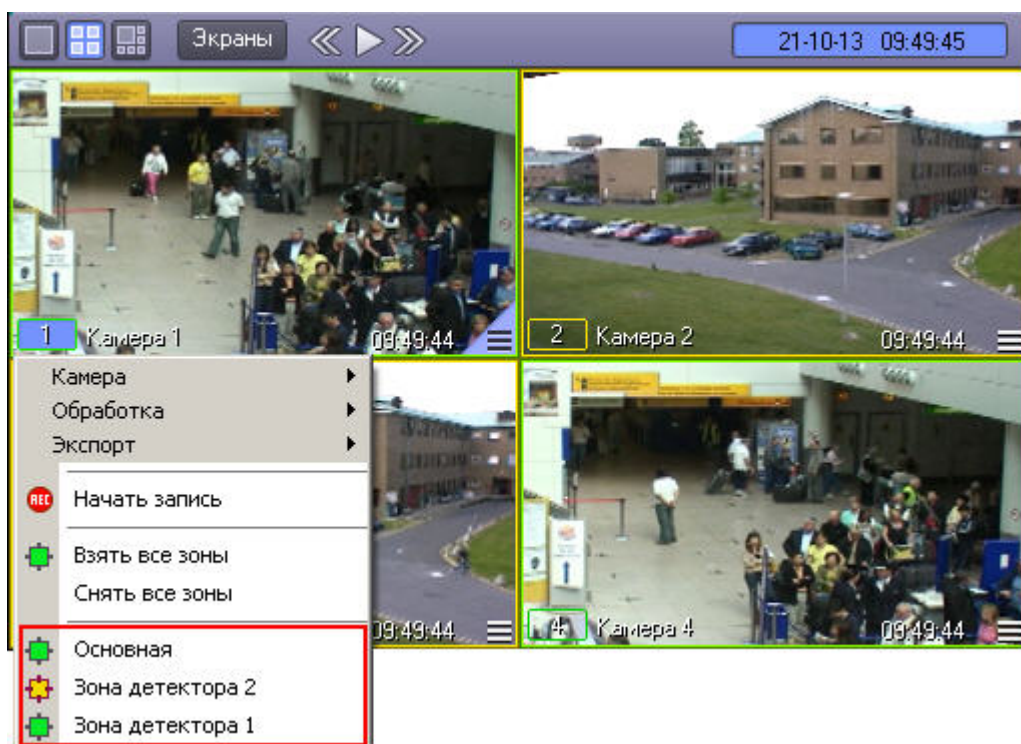 Экраны
21-10-13 09:49:45
1 Камера 1 09:49:44
2 Камера 2 09:49:44
Камера
Обработка
Экспорт
REC Начать запись
Взять все зоны
Снять все зоны
09:49:44
4 Камера 4 09:49:44
Основная
Зона детектора 2
Зона детектора 1